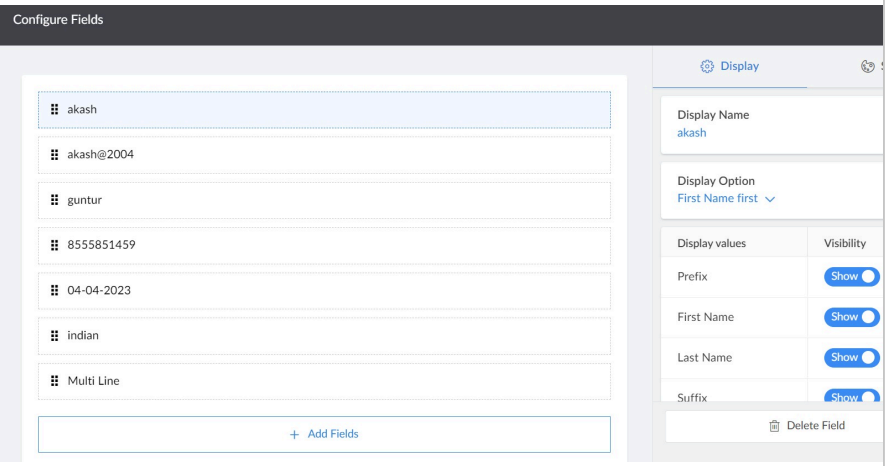 Configure Fields
akash
akash@2004
guntur
8555851459
04-04-2023
indian
Multi Line
+ Add Fields
Display
Display Name
akash
Display Option
First Name first
Display values Visibility
Prefix Show
First Name Show
Last Name Show
Suffix Show
Delete Field